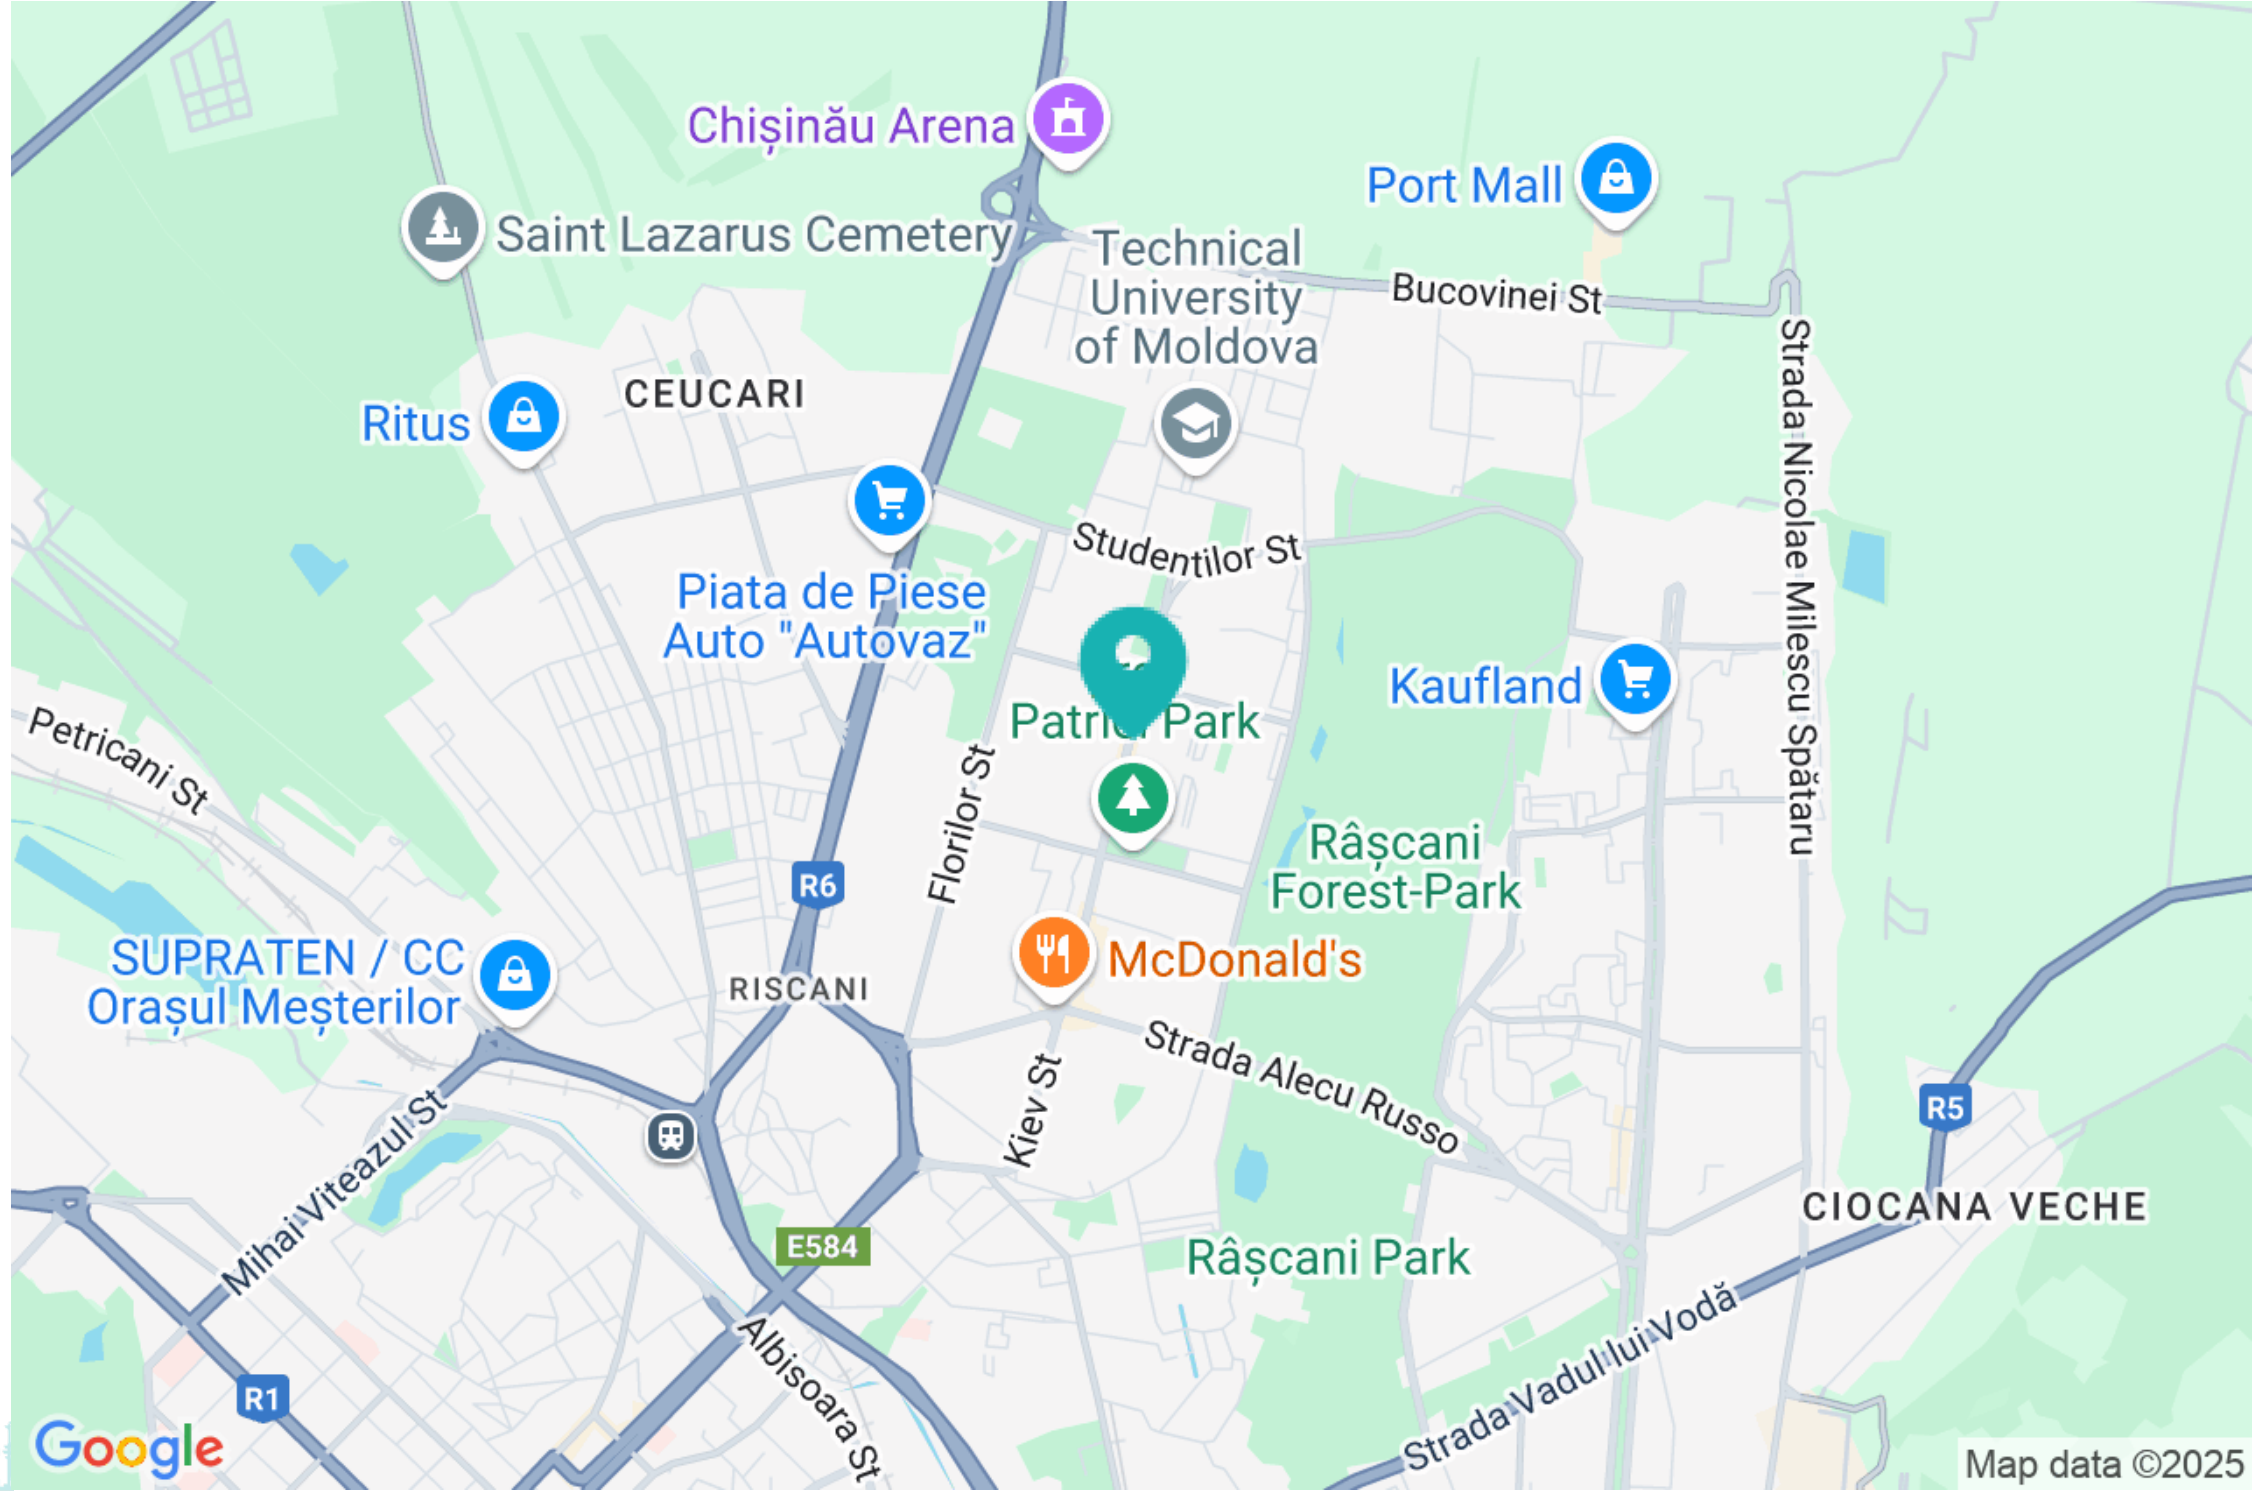 Chișinău Arena
Port Mall
Saint Lazarus Cemetery
Technical
University
of Moldova
Bucovinei St
Strada Nicolae Milescu Spătaru
CEUCARI
Ritus
Studentilor St
Piata de Piese
Auto "Autovaz"
Kaufland
Park
Petricani St
Florilor St
Râșcani
Forest-Park
R6
McDonald's
SUPRATEN / CC
Orașul Meșterilor
RISCANI
Strada Alecu Russo
Kiev St
Mihai Viteazul St
R5
CIOCANA VECHE
E584
Râșcani Park
Strada Vadul lui Vodă
Albisoara St
R1
Google
Map data ©2025